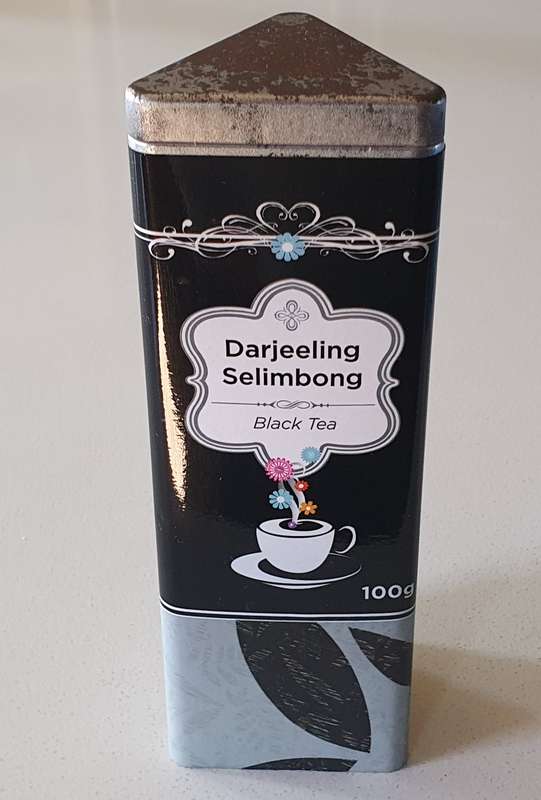 Darjeeling
Selimbong
Black Tea
100g